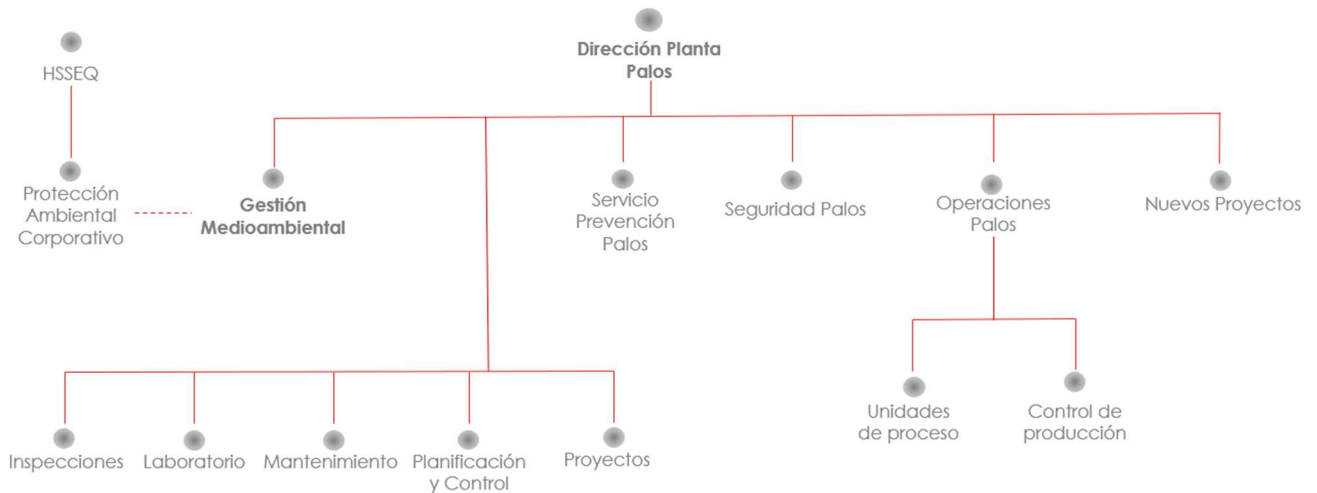 Dirección Planta
Palos
HSSEQ
Protección
Ambiental
Corporativo
Gestión
Medioambiental
Servicio
Prevención
Palos
Seguridad Palos
Operaciones
Palos
Nuevos Proyectos
Unidades
de proceso
Control de
producción
Inspecciones
Laboratorio
Mantenimiento
Planificación
y Control
Proyectos